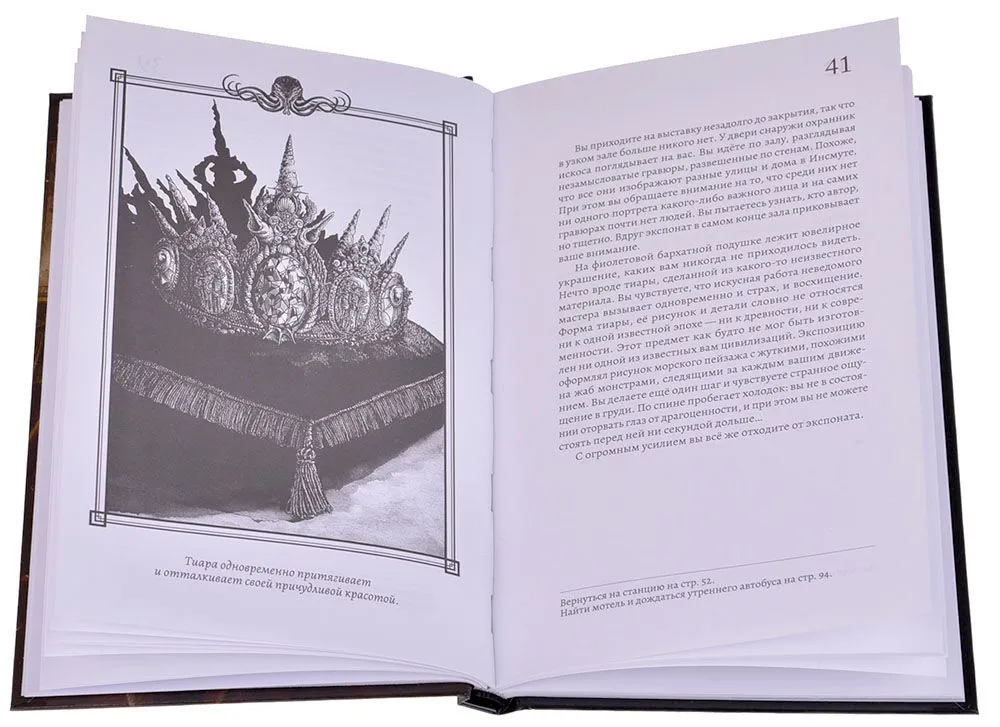 Тиара одновременно притягивает
и отталкивает своей причудливой красотой.
41
Вы приходите на выставку незадолго до закрытия, так что
в узком зале больше никого нет. У двери снаружи охранник
искоса поглядывает на вас. Вы идёте по залу, разглядывая
незамысловатые гравюры, развешенные по стенам. Похоже,
что все они изображают разные улицы и дома в Инсмуте.
При этом вы обращаете внимание на то, что среди них нет
ни одного портрета какого-либо важного лица и на самих
гравюрах почти нет людей. Вы пытаетесь узнать, кто автор,
но тщетно. Вдруг экспонат в самом конце зала приковывает
ваше внимание.
На фиолетовой бархатной подушке лежит ювелирное
украшение, каких вам никогда не приходилось видеть.
Нечто вроде тиары, сделанной из какого-то неизвестного
материала. Вы чувствуете, что искусная работа неведомого
мастера вызывает одновременно и страх, и восхищение.
Форма тиары, её рисунок и детали словно не относятся
ни к одной известной эпохе — ни к древности, ни к совре-
менности. Этот предмет как будто не мог быть изготов-
лен ни одной из известных вам цивилизаций. Экспозицию
оформлял рисунок морского пейзажа с жуткими, похожими
на жаб монстрами, следящими за каждым вашим движе-
нием. Вы делаете ещё один шаг и чувствуете странное ощу-
щение в груди. По спине пробегает холодок: вы не в состоя-
нии оторвать глаз от драгоценности, и при этом вы не можете
стоять перед ней ни секундой дольше...
С огромным усилием вы всё же отходите от экспоната.
Вернуться на станцию на стр. 52.
Найти мотель и дождаться утреннего автобуса на стр. 94.